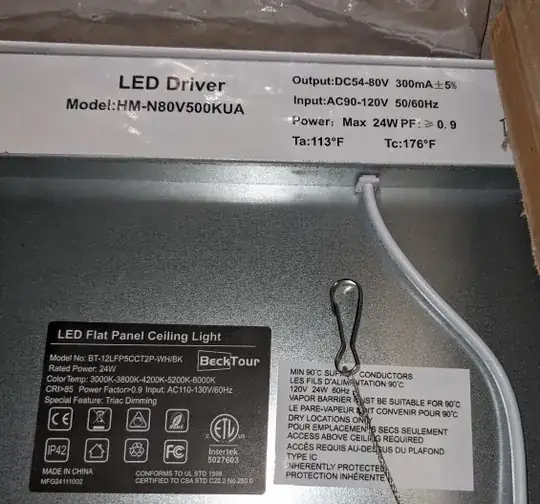 LED Driver
Model:HM-N80V500KUA
Output:DC54-80V 300mA±5%
Input:AC90-120V 50/60Hz
Power: Max 24W PF:≥0.9
Ta:113°F Tc:176°F
LED Flat Panel Ceiling Light
Model No: BT-12LFP5CCT2P-WH/BK
Rated Power: 24W
ColorTemp: 3000K-3800K-4200K-5200K-6000K
CRI>85 Power Factor>0.9 Input: AC110-130V/60Hz
Special Feature: Triac Dimming
BeckTour
CE
IP42
FC
ETL
Intertek
5027603
MADE IN CHINA
MFG24111002
CONFORMS TO UL STD 1598
CERTIFIED TO CSA STD C22.2 No.250.0
MIN 90°C CONDUCTORS
LES FILS D'ALIMENTATION 90°C
120V 24W 60Hz
VAPOR BARRIER MUST BE SUITABLE FOR 90°C
LE PARE-VAPEUR DOIT CONVENIR POUR 90°C
DRY LOCATIONS ONLY
POUR EMPLACEMENTS SECS SEULEMENT
ACCESS ABOVE CEILING REQUIRED
ACCÈS REQUIS AU-DESSUS DU PLAFOND
TYPE IC
INHERENTLY PROTECTED
PROTECTION INHÉRENTE